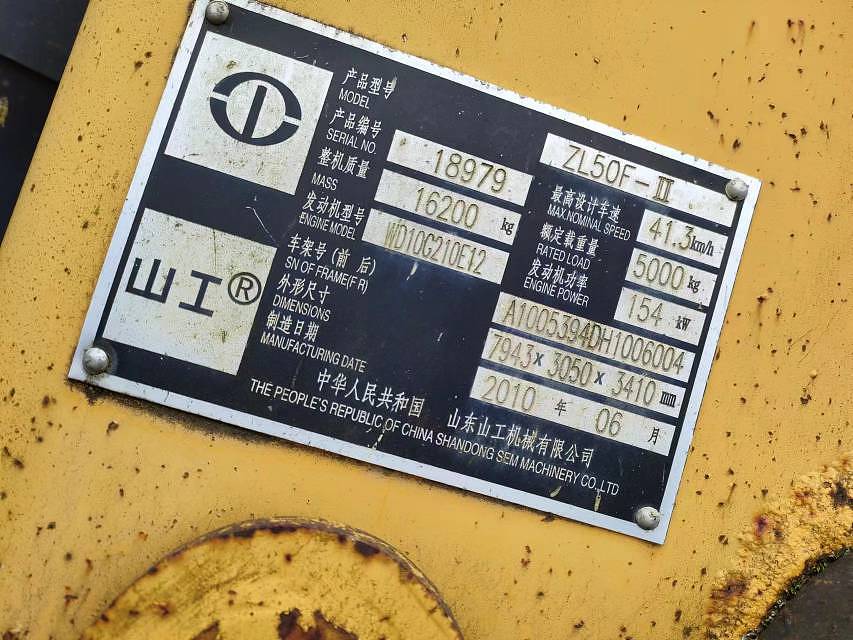 产品型号
MODEL
ZL50F-Ⅱ
产品编号
SERIAL NO.
18979
最高设计车速
MAX.NOMINAL SPEED
41.3km/h
整机质量
MASS
16200 kg
额定载重量
RATED LOAD
5000 kg
发动机型号
ENGINE MODEL
WD10G210E12
发动机功率
ENGINE POWER
154 kW
车架号(前 后)
SN OF FRAME(F R)
A1005394DH1006004
外形尺寸
DIMENSIONS
7943 x 3050 x 3410 mm
制造日期
MANUFACTURING DATE
2010 年 06 月
山工®
中华人民共和国 山东山工机械有限公司
THE PEOPLE'S REPUBLIC OF CHINA SHANDONG SEM MACHINERY CO.,LTD